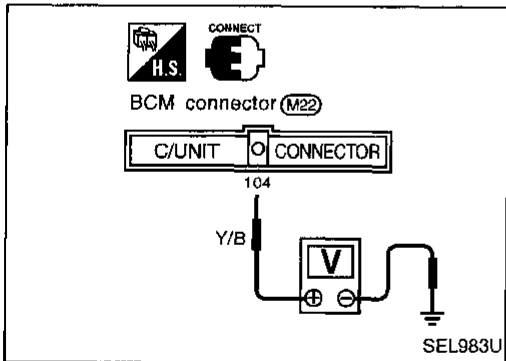 CONNECT
H.S.
BCM connector (M22)
C/UNIT CONNECTOR
104
Y/B
V
⊕ ⊖
SEL983U